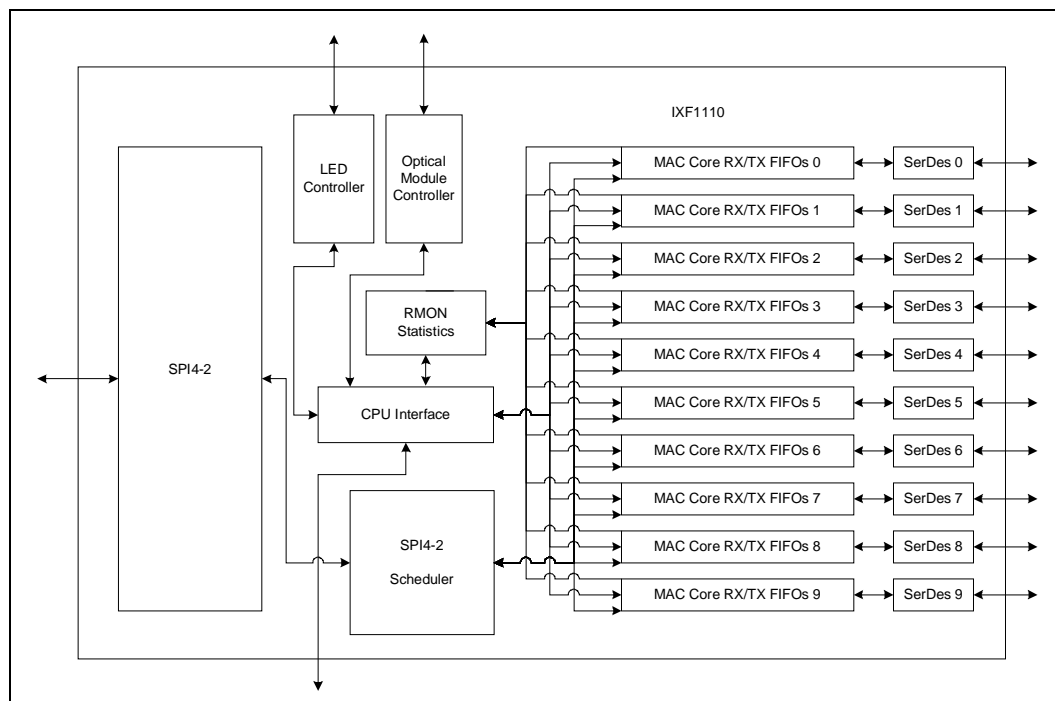 IXF1110
LED
Controller
Optical
Module
Controller
RMON
Statistics
SPI4-2
CPU Interface
SPI4-2
Scheduler
MAC Core RX/TX FIFOs 0
SerDes 0
MAC Core RX/TX FIFOs 1
SerDes 1
MAC Core RX/TX FIFOs 2
SerDes 2
MAC Core RX/TX FIFOs 3
SerDes 3
MAC Core RX/TX FIFOs 4
SerDes 4
MAC Core RX/TX FIFOs 5
SerDes 5
MAC Core RX/TX FIFOs 6
SerDes 6
MAC Core RX/TX FIFOs 7
SerDes 7
MAC Core RX/TX FIFOs 8
SerDes 8
MAC Core RX/TX FIFOs 9
SerDes 9